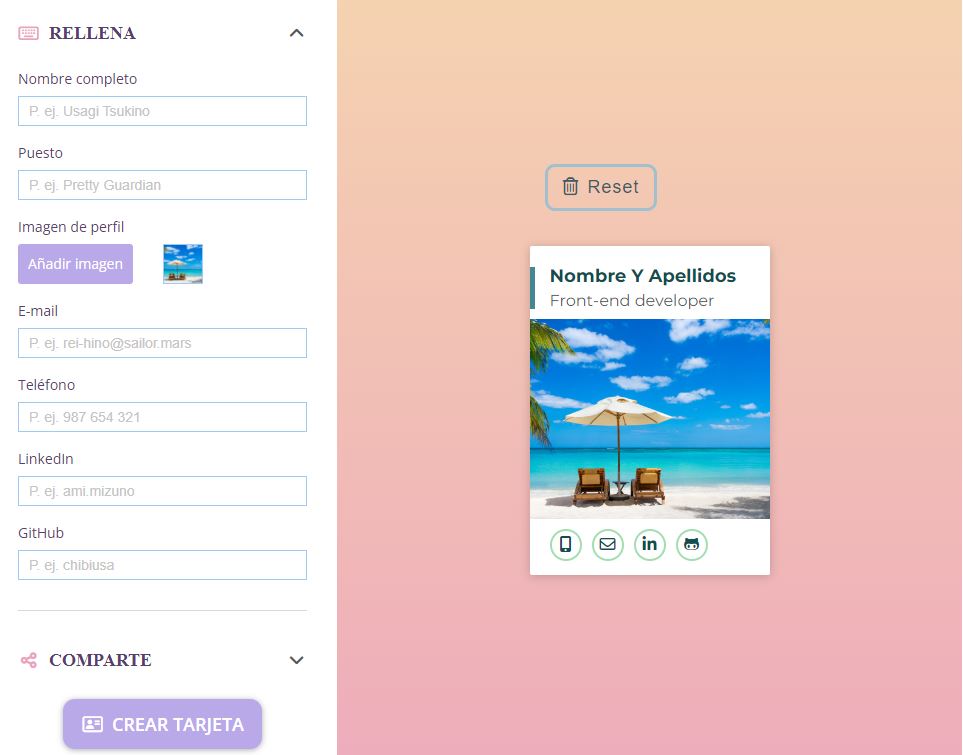 RELLENA
Nombre completo
P. ej. Usagi Tsukino
Puesto
P. ej. Pretty Guardian
Imagen de perfil
Añadir imagen
E-mail
P. ej. rei-hino@sailor.mars
Teléfono
P. ej. 987 654 321
LinkedIn
P. ej. ami.mizuno
GitHub
P. ej. chibiusa
COMPARTE
CREAR TARJETA
Reset
Nombre Y Apellidos
Front-end developer
in